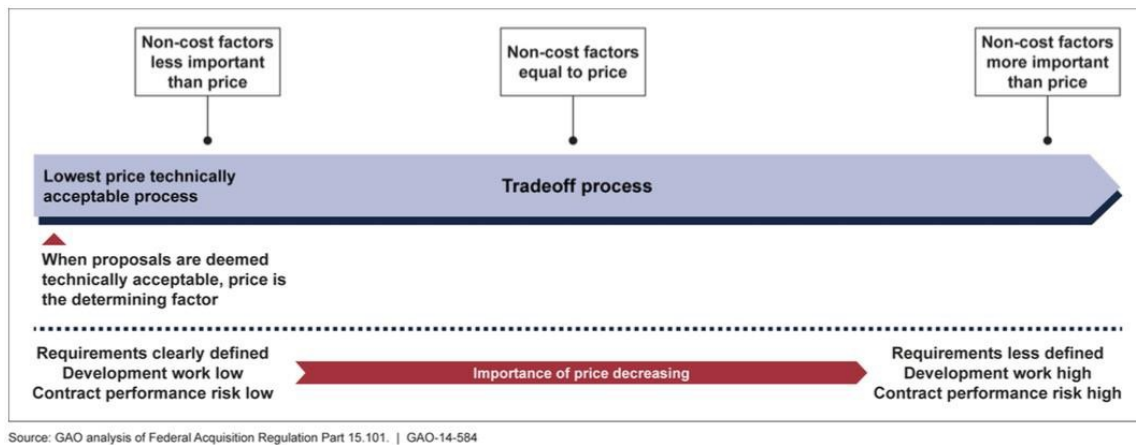 Non-cost factors
less important
than price
Non-cost factors
equal to price
Non-cost factors
more important
than price
Lowest price technically
acceptable process
Tradeoff process
When proposals are deemed
technically acceptable, price is
the determining factor
Requirements clearly defined
Development work low
Contract performance risk low
Importance of price decreasing
Requirements less defined
Development work high
Contract performance risk high
Source: GAO analysis of Federal Acquisition Regulation Part 15.101. | GAO-14-584